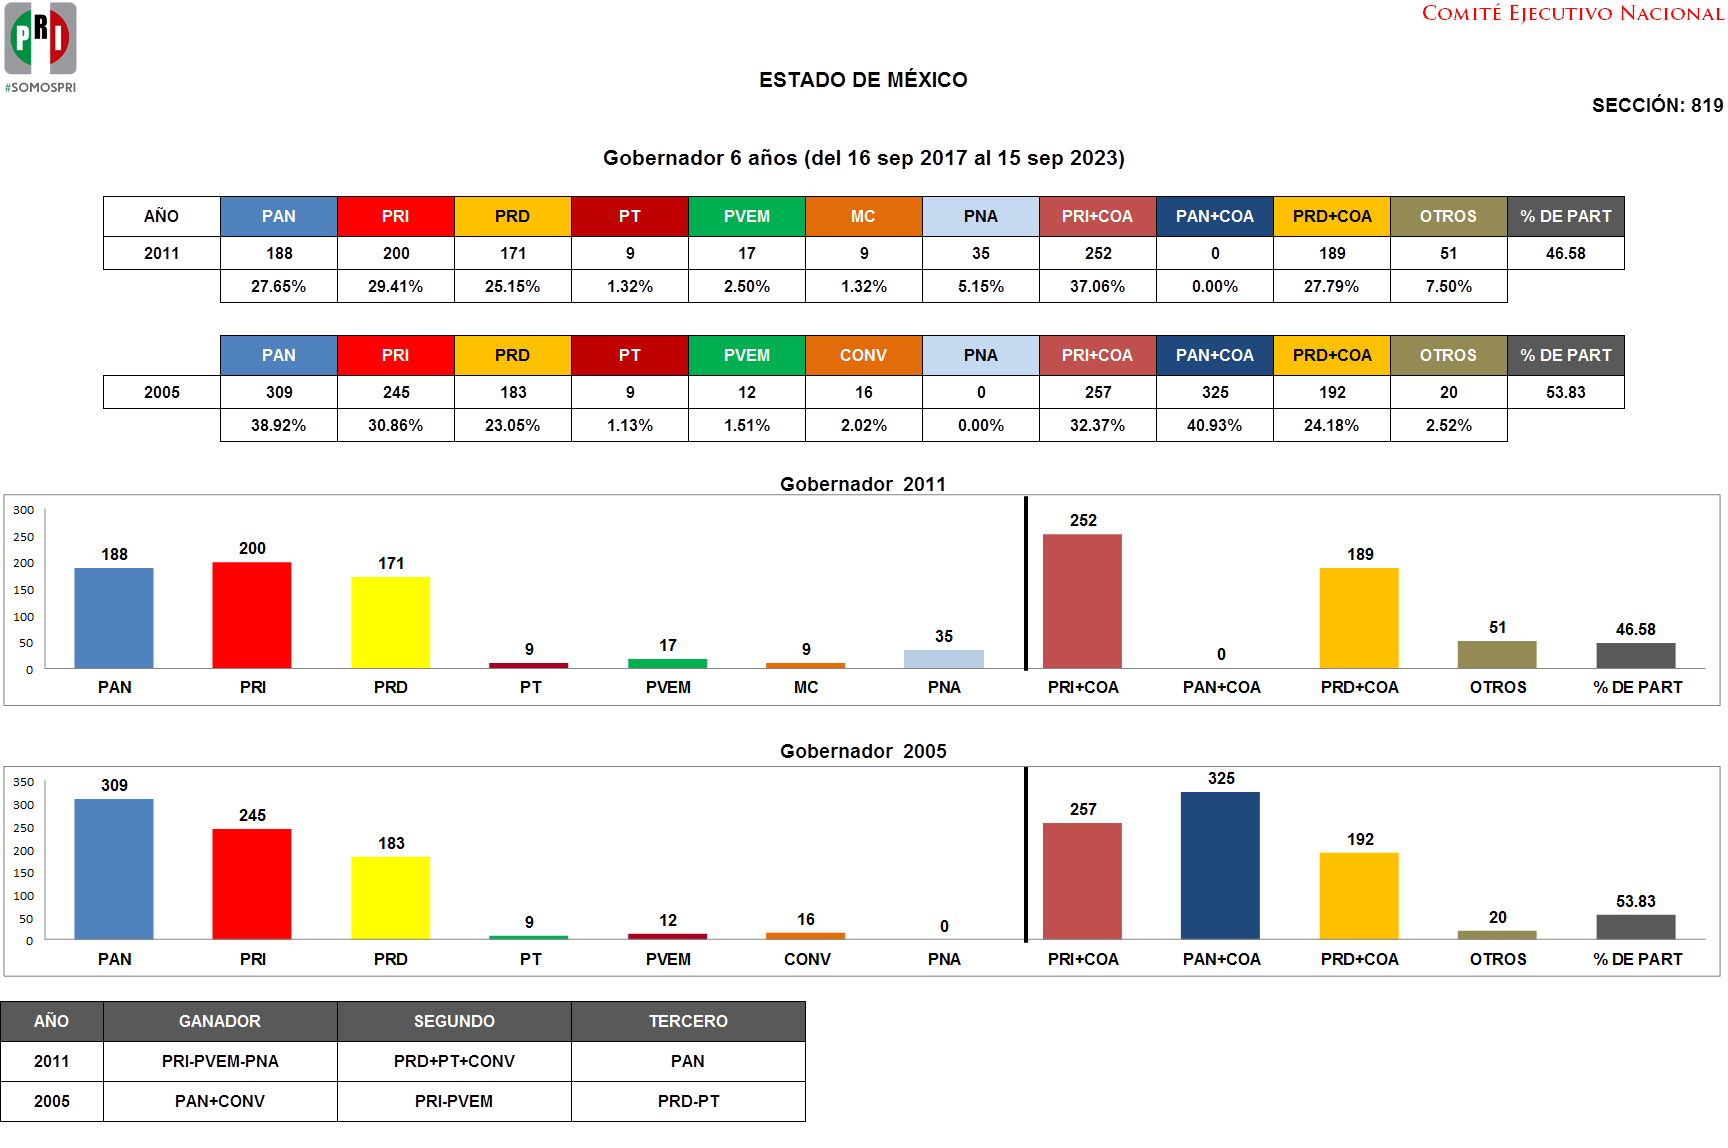 PRI
#SOMOSPRI
COMITÉ EJECUTIVO NACIONAL
ESTADO DE MÉXICO
SECCIÓN: 819
Gobernador 6 años (del 16 sep 2017 al 15 sep 2023)
AÑO PAN PRI PRD PT PVEM MC PNA PRI+COA PAN+COA PRD+COA OTROS % DE PART
2011 188 200 171 9 17 9 35 252 0 189 51 46.58
27.65% 29.41% 25.15% 1.32% 2.50% 1.32% 5.15% 37.06% 0.00% 27.79% 7.50%
PAN PRI PRD PT PVEM CONV PNA PRI+COA PAN+COA PRD+COA OTROS % DE PART
2005 309 245 183 9 12 16 0 257 325 192 20 53.83
38.92% 30.86% 23.05% 1.13% 1.51% 2.02% 0.00% 32.37% 40.93% 24.18% 2.52%
Gobernador 2011
300
250
200
150
100
50
0
188 200 171 9 17 9 35 252 0 189 51 46.58
PAN PRI PRD PT PVEM MC PNA PRI+COA PAN+COA PRD+COA OTROS % DE PART
Gobernador 2005
350
300
250
200
150
100
50
0
309 245 183 9 12 16 0 257 325 192 20 53.83
PAN PRI PRD PT PVEM CONV PNA PRI+COA PAN+COA PRD+COA OTROS % DE PART
AÑO GANADOR SEGUNDO TERCERO
2011 PRI-PVEM-PNA PRD+PT+CONV PAN
2005 PAN+CONV PRI-PVEM PRD-PT